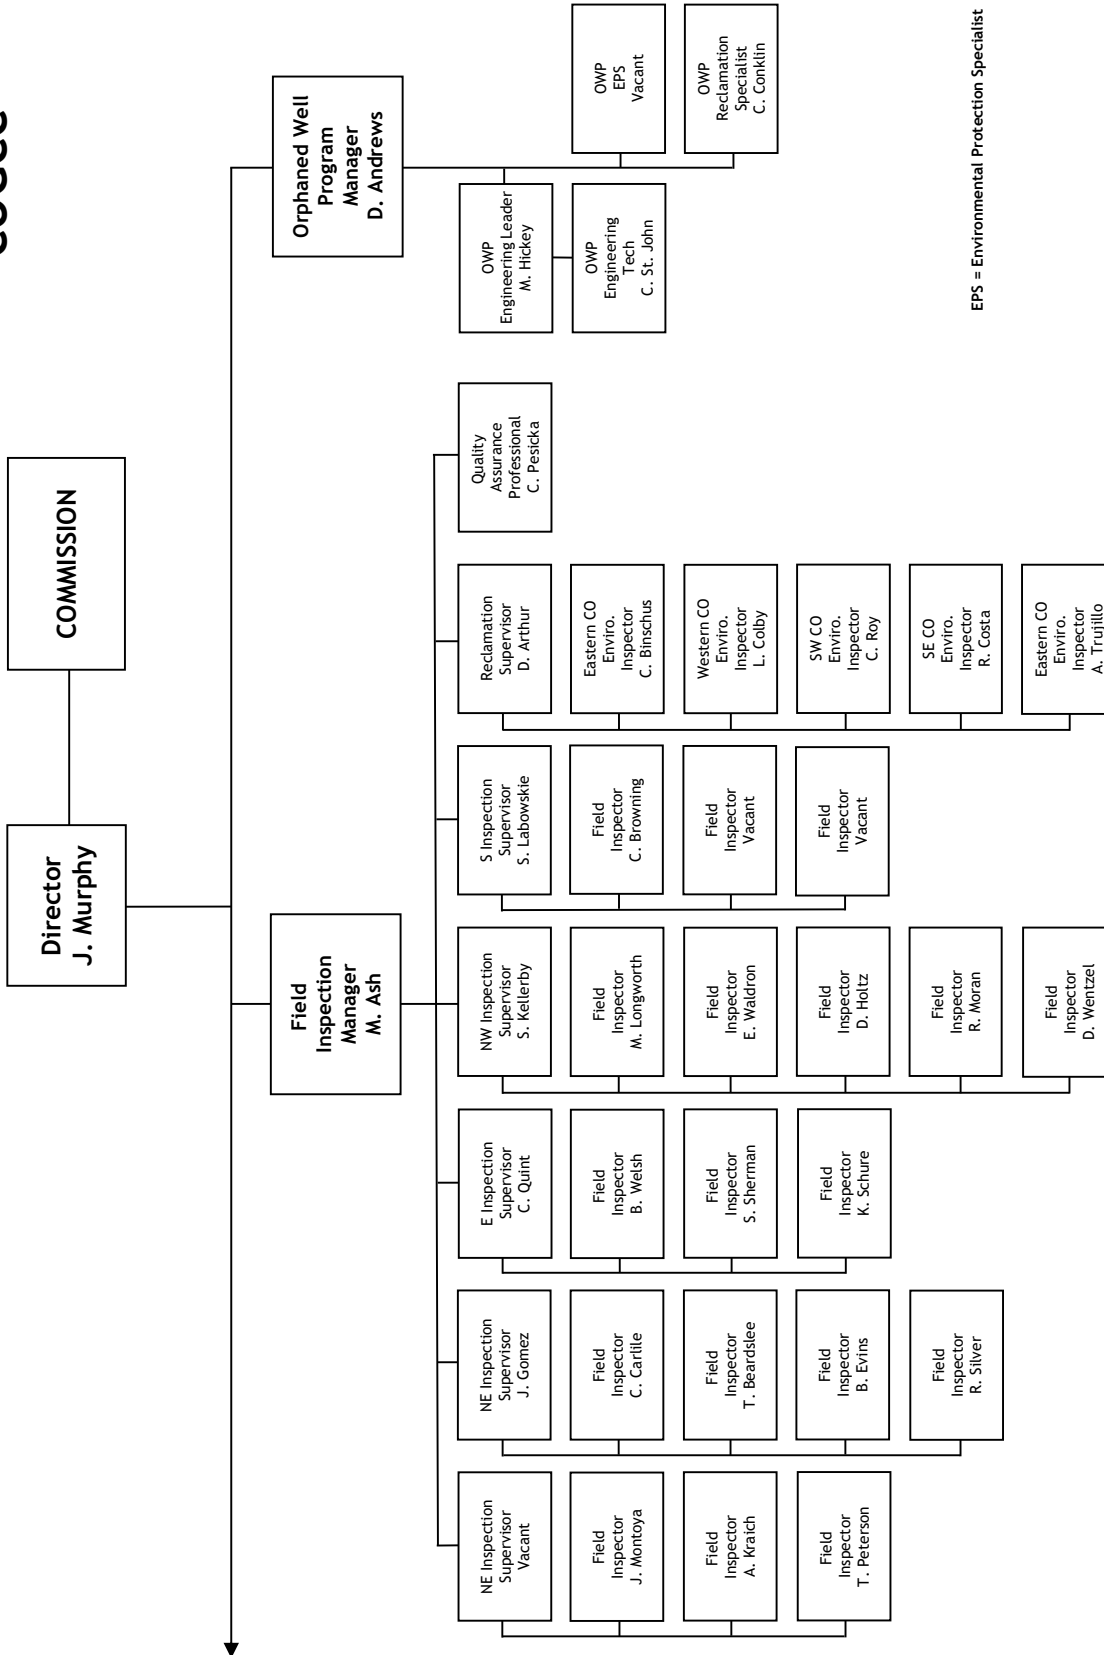 Director
J. Murphy
COMMISSION
Field
Inspection
Manager
M. Ash
Orphaned Well
Program
Manager
D. Andrews
NE Inspection
Supervisor
Vacant
Field
Inspector
J. Montoya
Field
Inspector
A. Kraich
Field
Inspector
T. Peterson
NE Inspection
Supervisor
J. Gomez
Field
Inspector
C. Carlile
Field
Inspector
T. Beardslee
Field
Inspector
B. Evins
Field
Inspector
R. Silver
E Inspection
Supervisor
C. Quint
Field
Inspector
B. Welsh
Field
Inspector
S. Sherman
Field
Inspector
K. Schure
NW Inspection
Supervisor
S. Kellerby
Field
Inspector
M. Longworth
Field
Inspector
E. Waldron
Field
Inspector
D. Holtz
Field
Inspector
R. Moran
Field
Inspector
D. Wentzel
S Inspection
Supervisor
S. Labowskie
Field
Inspector
C. Browning
Field
Inspector
Vacant
Field
Inspector
Vacant
Reclamation
Supervisor
D. Arthur
Eastern CO
Enviro.
Inspector
C. Binschus
Western CO
Enviro.
Inspector
L. Colby
SW CO
Enviro.
Inspector
C. Roy
SE CO
Enviro.
Inspector
R. Costa
Eastern CO
Enviro.
Inspector
A. Trujillo
Quality
Assurance
Professional
C. Pesicka
OWP
Engineering Leader
M. Hickey
OWP
Engineering
Tech
C. St. John
OWP
EPS
Vacant
OWP
Reclamation
Specialist
C. Conklin
EPS = Environmental Protection Specialist